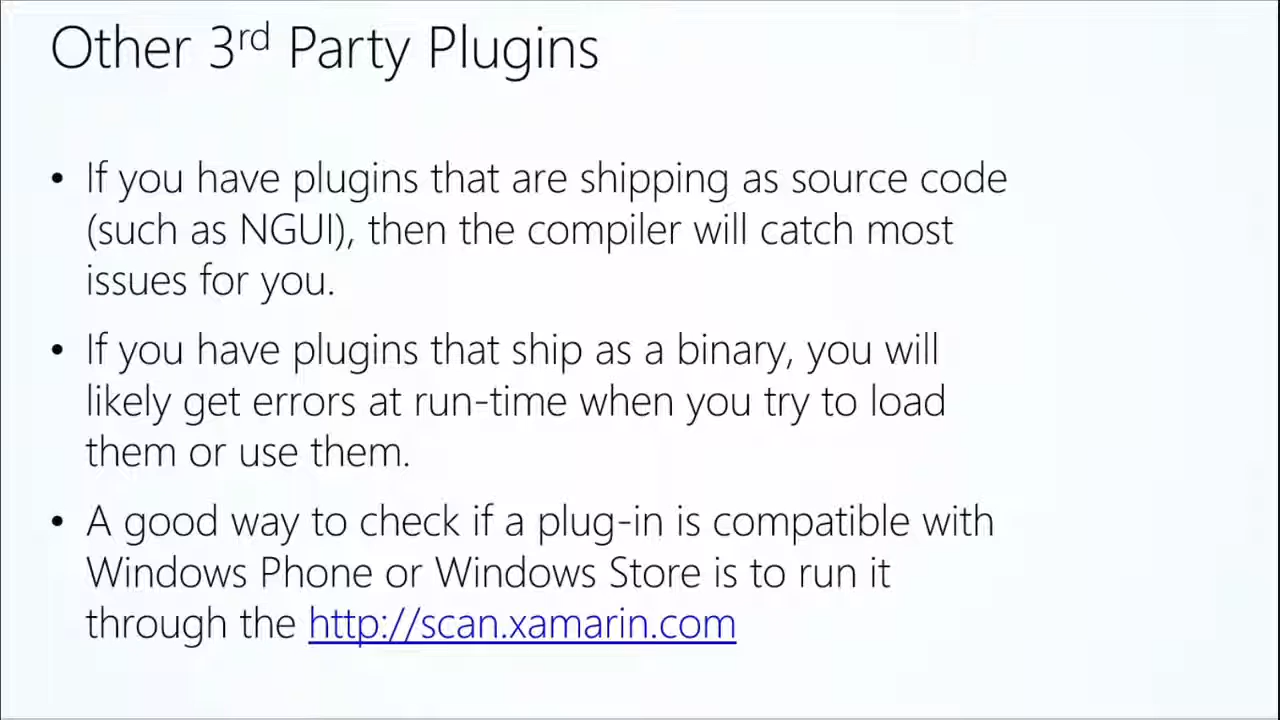 Other 3rd Party Plugins
• If you have plugins that are shipping as source code
(such as NGUI), then the compiler will catch most
issues for you.
• If you have plugins that ship as a binary, you will
likely get errors at run-time when you try to load
them or use them.
• A good way to check if a plug-in is compatible with
Windows Phone or Windows Store is to run it
through the http://scan.xamarin.com